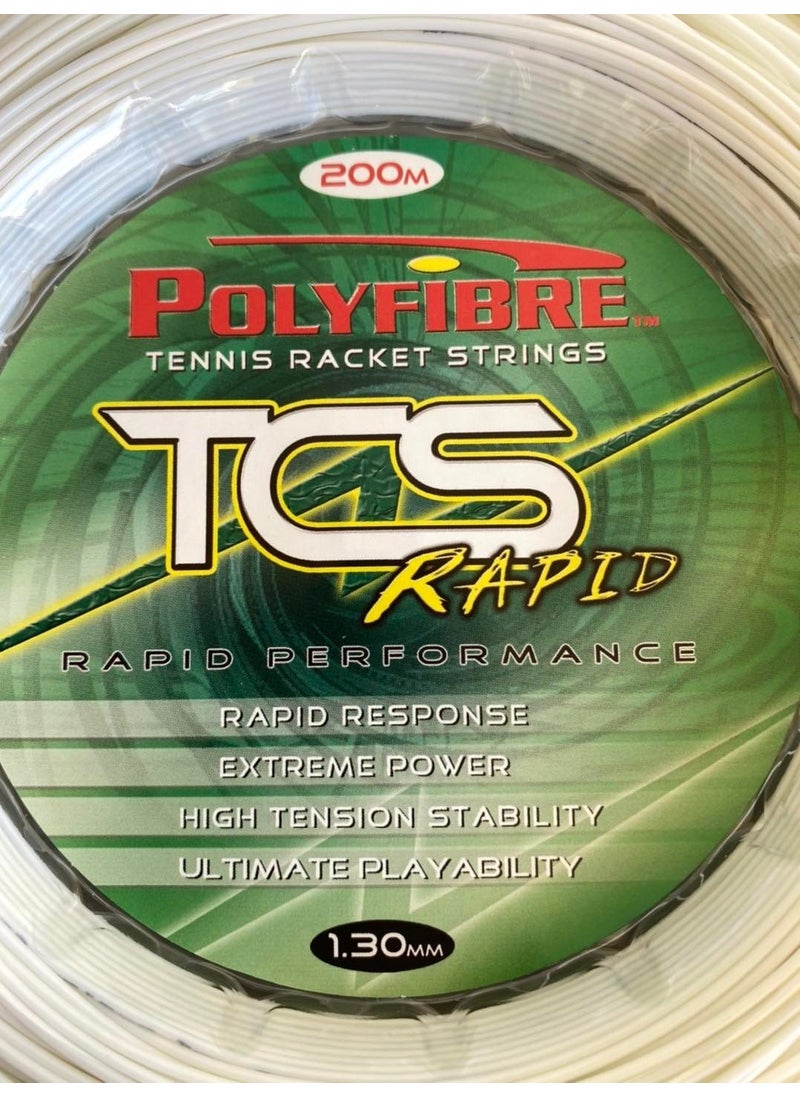 200M
POLYFIBRE™
TENNIS RACKET STRINGS
TCS
RAPID
RAPID PERFORMANCE
RAPID RESPONSE
EXTREME POWER
HIGH TENSION STABILITY
ULTIMATE PLAYABILITY
1.30MM